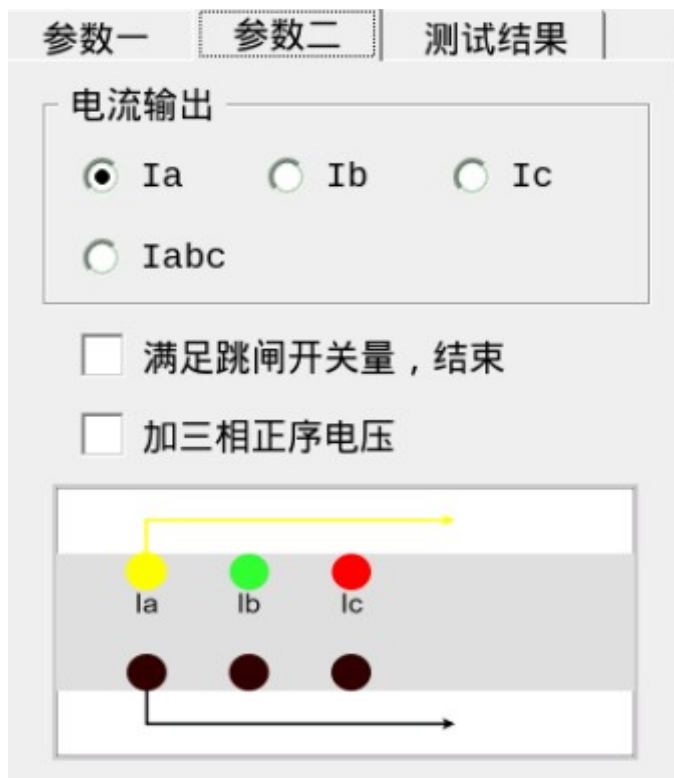 参数一 参数二 测试结果
电流输出
Ia Ib Ic
Iabc
满足跳闸开关量，结束
加三相正序电压
Ia Ib Ic